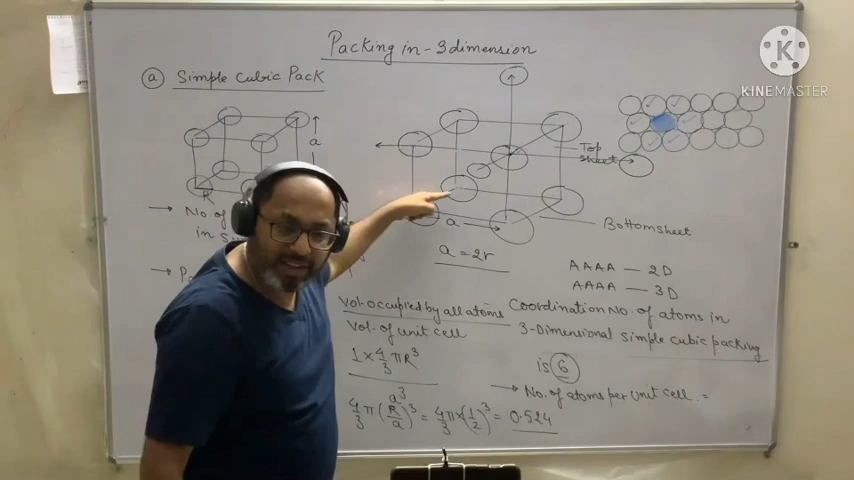 Packing in-3dimension
KINEMASTER
K
(a) Simple Cubic Pack
a
R
→ No. of
in S
→ Pa
Top
sheet
Bottomsheet
a
a = 2r
AAAA — 2D
AAAA — 3D
Vol. occupied by all atoms
Vol. of unit cell
1 × 4/3 πR³
a³
4/3 π (R/a)³ = 4/3 π × (1/2)³ = 0.524
Coordination No. of atoms in
3-Dimensional simple cubic packing
is 6
→ No. of atoms per unit cell =